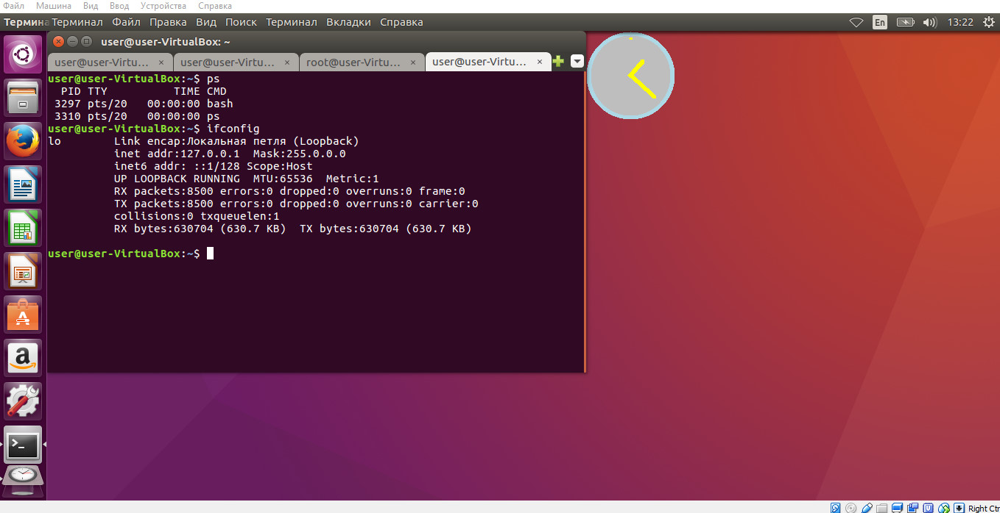 Файл Машина Вид Ввод Устройства Справка
Термина Терминал Файл Правка Вид Поиск Терминал Вкладки Справка En 13:22
user@user-VirtualBox: ~
user@user-Virtu... × user@user-Virtu... × root@user-Virtu... × user@user-Virtu... ×
user@user-VirtualBox:~$ ps
PID TTY TIME CMD
3297 pts/20 00:00:00 bash
3310 pts/20 00:00:00 ps
user@user-VirtualBox:~$ ifconfig
lo Link encap:Локальная петля (Loopback)
inet addr:127.0.0.1 Mask:255.0.0.0
inet6 addr: ::1/128 Scope:Host
UP LOOPBACK RUNNING MTU:65536 Metric:1
RX packets:8500 errors:0 dropped:0 overruns:0 frame:0
TX packets:8500 errors:0 dropped:0 overruns:0 carrier:0
collisions:0 txqueuelen:1
RX bytes:630704 (630.7 KB) TX bytes:630704 (630.7 KB)
user@user-VirtualBox:~$
Right Ctr